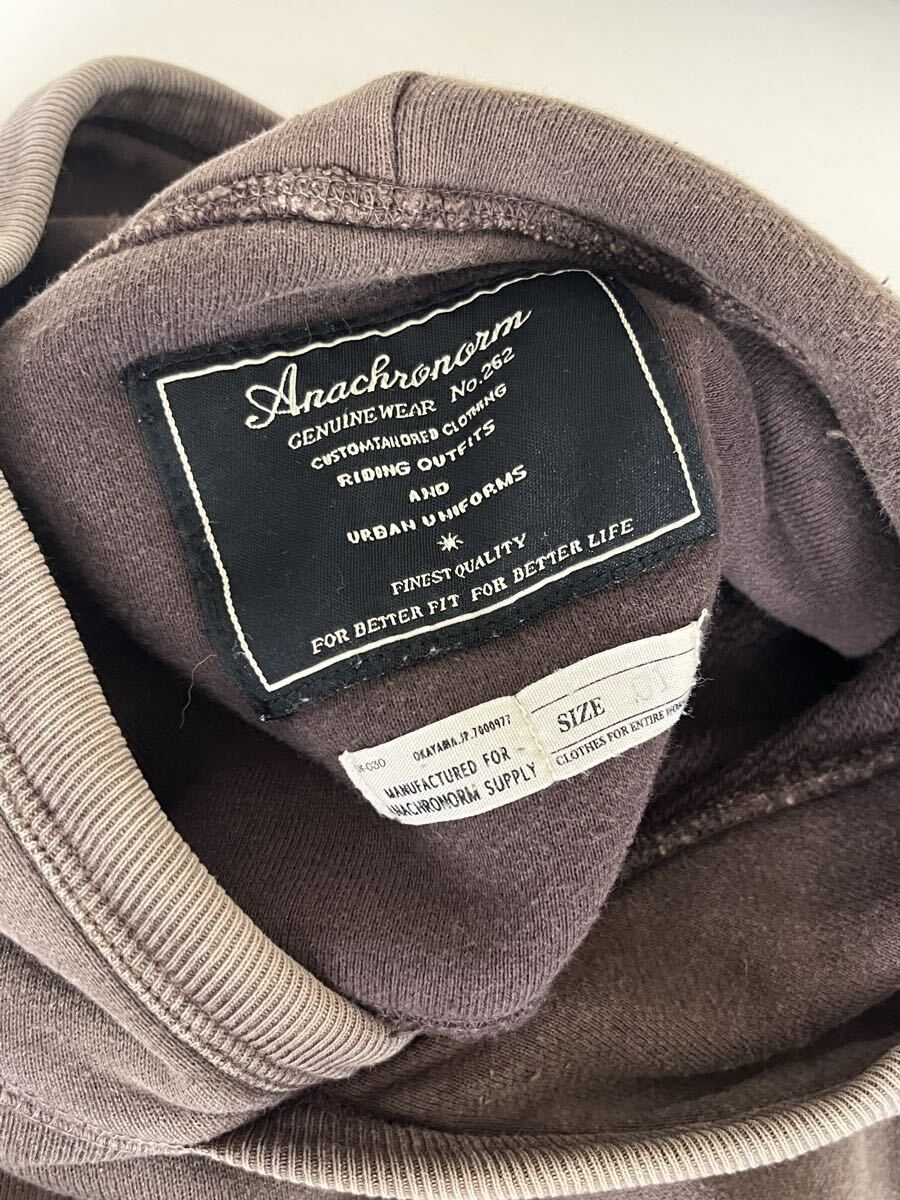 Anachronorm
GENUINE WEAR No.262
CUSTOMTAILORED CLOTHING
RIDING OUTFITS
AND
URBAN UNIFORMS
FINEST QUALITY
FOR BETTER FIT FOR BETTER LIFE
OKAYAMA.JP.7000977
MANUFACTURED FOR
ANACHRONORM SUPPLY
SIZE
CLOTHES FOR ENTIRE